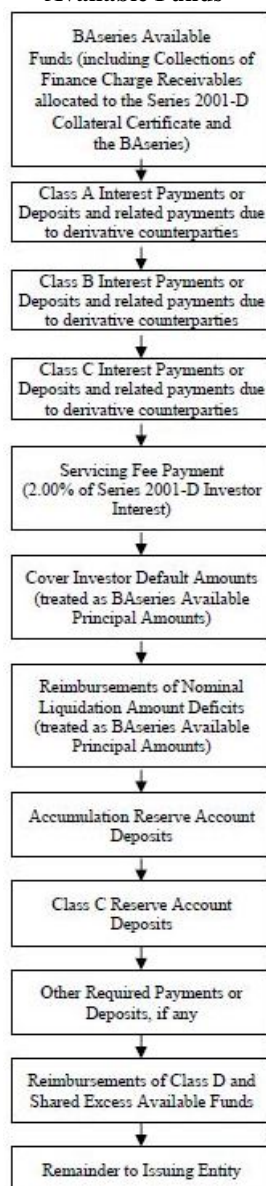 Available Funds
BAseries Available
Funds (including Collections of
Finance Charge Receivables
allocated to the Series 2001-D
Collateral Certificate and
the BAseries)
Class A Interest Payments or
Deposits and related payments due
to derivative counterparties
Class B Interest Payments or
Deposits and related payments due
to derivative counterparties
Class C Interest Payments or
Deposits and related payments due
to derivative counterparties
Servicing Fee Payment
(2.00% of Series 2001-D Investor
Interest)
Cover Investor Default Amounts
(treated as BAseries Available
Principal Amounts)
Reimbursements of Nominal
Liquidation Amount Deficits
(treated as BAseries Available
Principal Amounts)
Accumulation Reserve Account
Deposits
Class C Reserve Account
Deposits
Other Required Payments or
Deposits, if any
Reimbursements of Class D and
Shared Excess Available Funds
Remainder to Issuing Entity